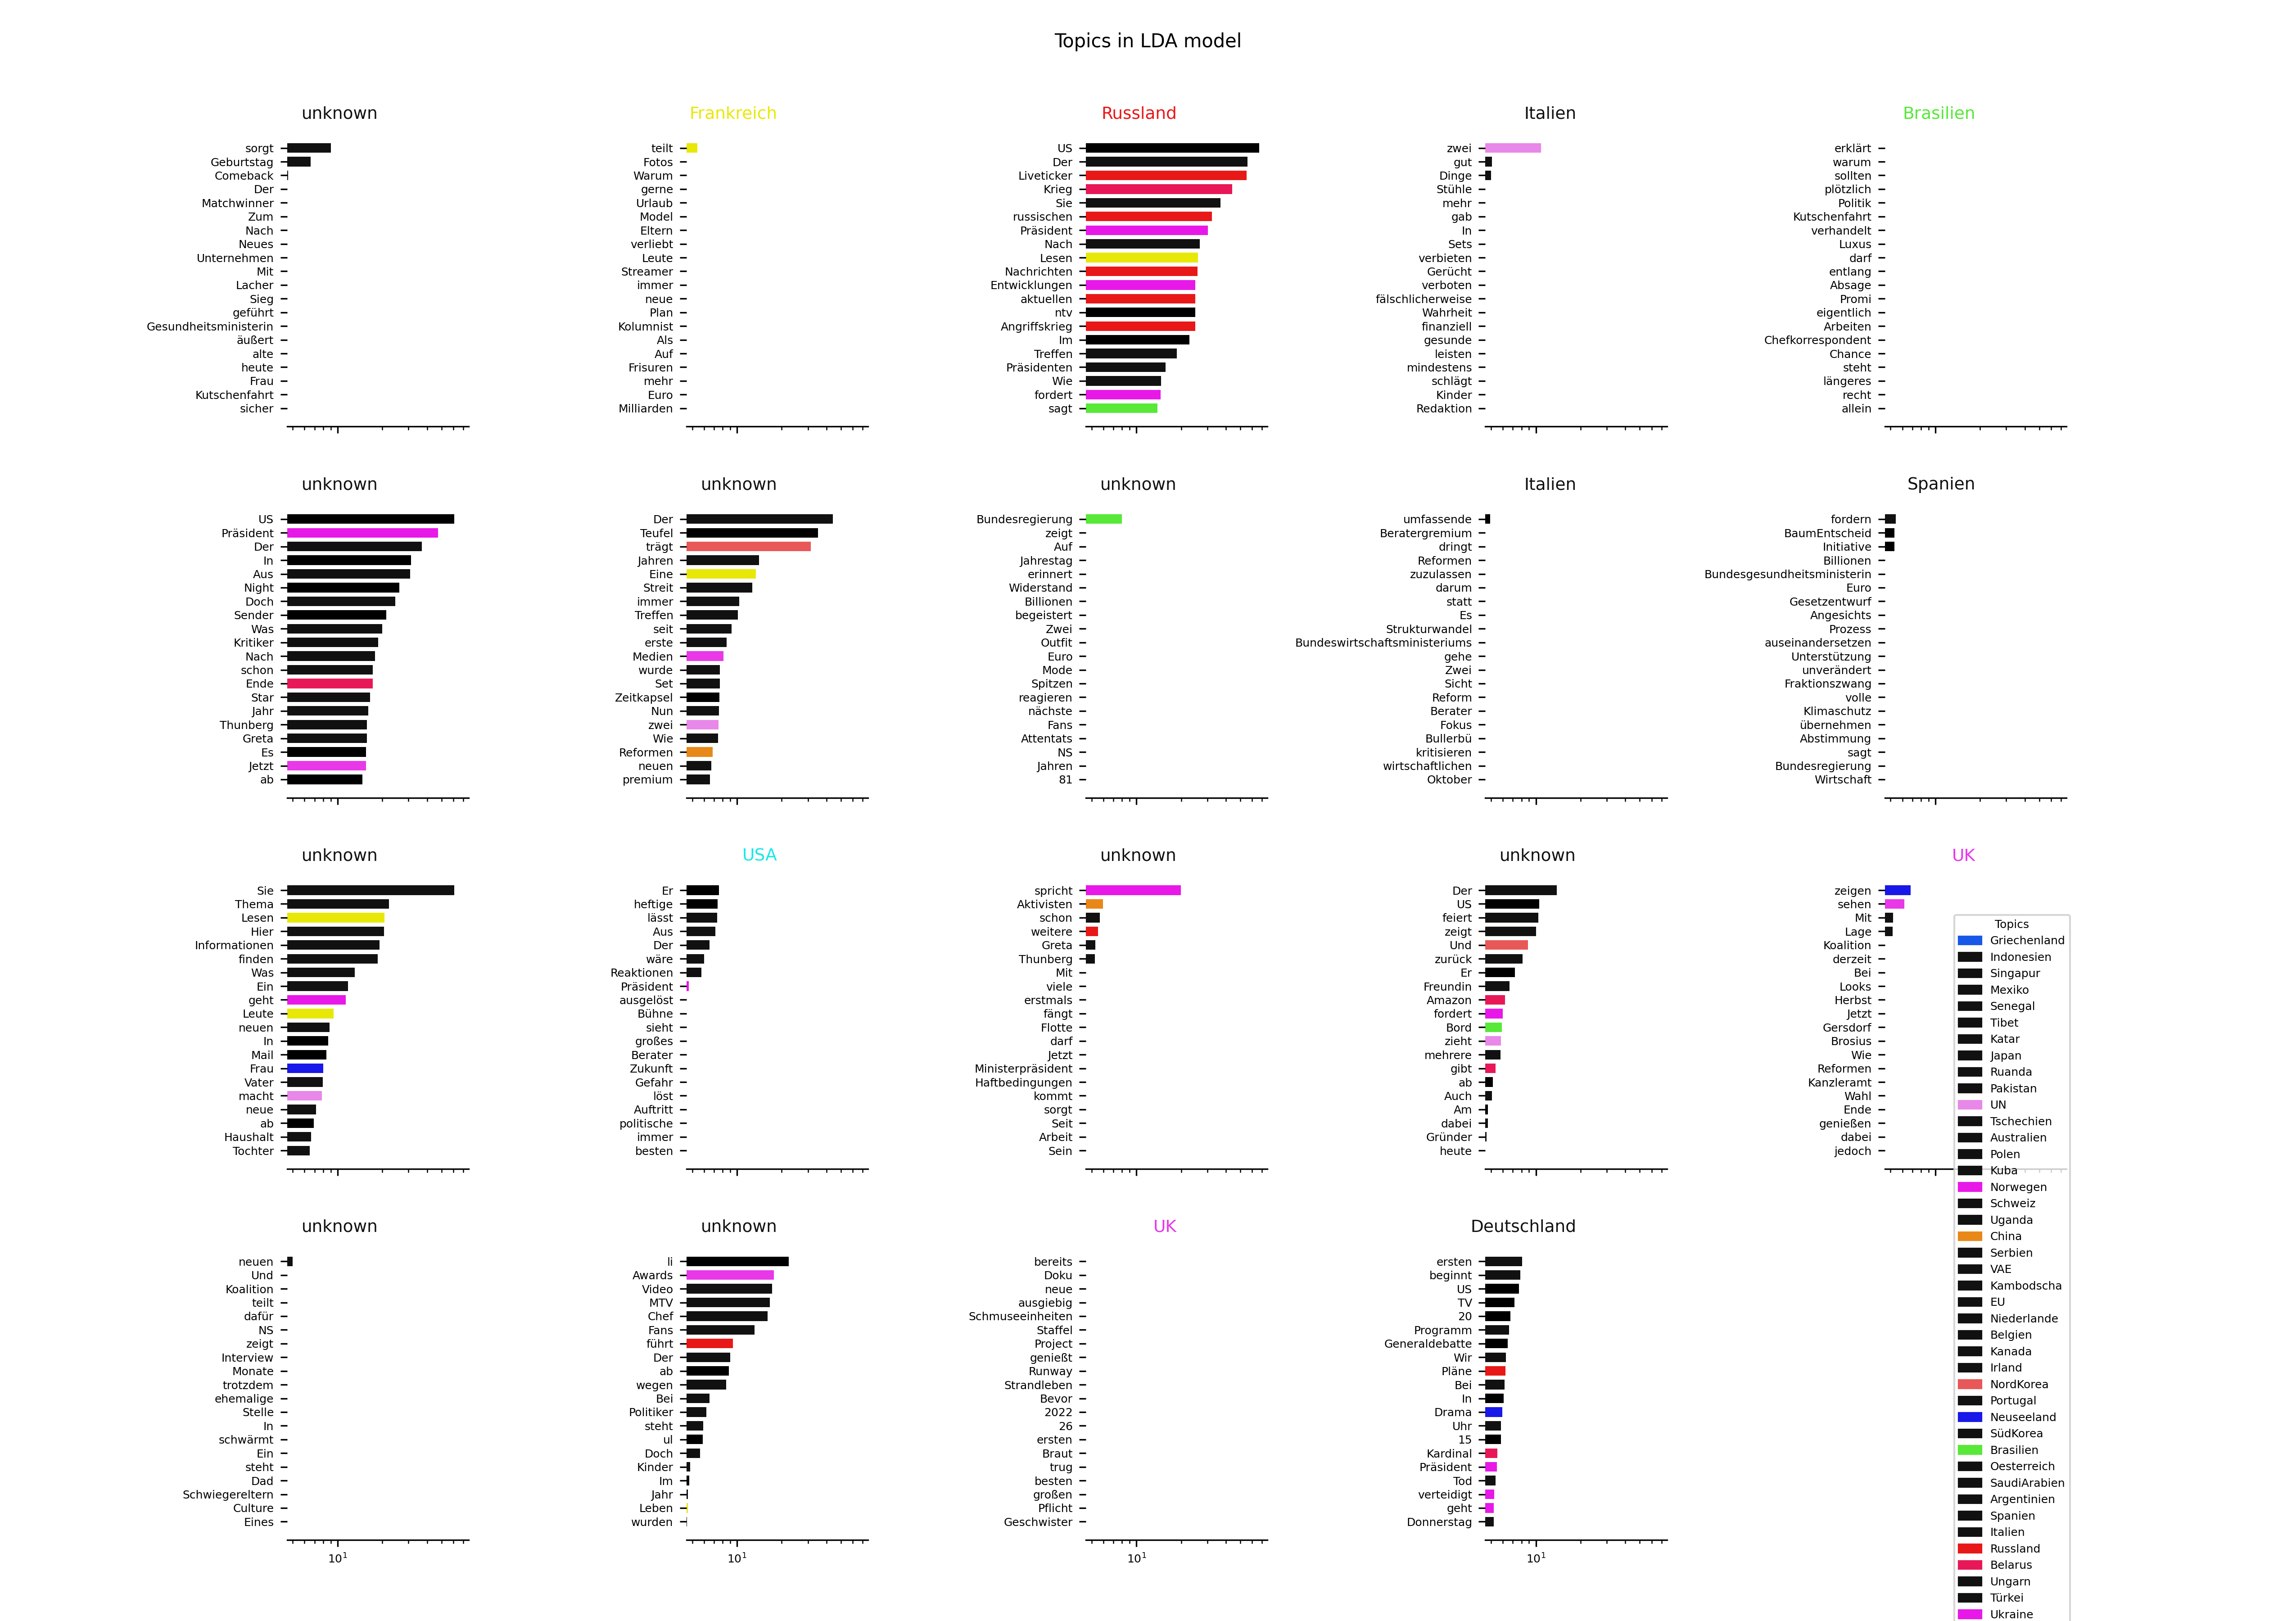 Topics in LDA model
unknown
sorgt
Geburtstag
Comeback
Der
Matchwinner
Zum
Nach
Neues
Unternehmen
Mit
Lacher
Sieg
geführt
Gesundheitsministerin
äußert
alte
heute
Frau
Kutschenfahrt
sicher
Frankreich
teilt
Fotos
Warum
gerne
Urlaub
Model
Eltern
verliebt
Leute
Streamer
immer
neue
Plan
Kolumnist
Als
Auf
Frisuren
mehr
Euro
Milliarden
Russland
US
Der
Liveticker
Krieg
Sie
russischen
Präsident
Nach
Lesen
Nachrichten
Entwicklungen
aktuellen
ntv
Angriffskrieg
Im
Treffen
Präsidenten
Wie
fordert
sagt
Italien
zwei
gut
Dinge
Stühle
mehr
gab
In
Sets
verbieten
Gerücht
verboten
fälschlicherweise
Wahrheit
finanziell
gesunde
leisten
mindestens
schlägt
Kinder
Redaktion
Brasilien
erklärt
warum
sollten
plötzlich
Politik
Kutschenfahrt
verhandelt
Luxus
darf
entlang
Absage
Promi
eigentlich
Arbeiten
Chefkorrespondent
Chance
steht
längeres
recht
allein
unknown
US
Präsident
Der
In
Aus
Night
Doch
Sender
Was
Kritiker
Nach
schon
Ende
Star
Jahr
Thunberg
Greta
Es
Jetzt
ab
unknown
Der
Teufel
trägt
Jahren
Eine
Streit
immer
Treffen
seit
erste
Medien
wurde
Set
Zeitkapsel
Nun
zwei
Wie
Reformen
neuen
premium
unknown
Bundesregierung
zeigt
Auf
Jahrestag
erinnert
Widerstand
Billionen
begeistert
Zwei
Outfit
Euro
Mode
Spitzen
reagieren
nächste
Fans
Attentats
NS
Jahren
81
Italien
umfassende
Beratergremium
dringt
Reformen
zuzulassen
darum
statt
Es
Strukturwandel
Bundeswirtschaftsministeriums
gehe
Zwei
Sicht
Reform
Berater
Fokus
Bullerbü
kritisieren
wirtschaftlichen
Oktober
Spanien
fordern
BaumEntscheid
Initiative
Billionen
Bundesgesundheitsministerin
Euro
Gesetzentwurf
Angesichts
Prozess
auseinandersetzen
Unterstützung
unverändert
Fraktionszwang
volle
Klimaschutz
übernehmen
Abstimmung
sagt
Bundesregierung
Wirtschaft
unknown
Sie
Thema
Lesen
Hier
Informationen
finden
Was
Ein
geht
Leute
neuen
In
Mail
Frau
Vater
macht
neue
ab
Haushalt
Tochter
USA
Er
heftige
lässt
Aus
Der
wäre
Reaktionen
Präsident
ausgelöst
Bühne
sieht
großes
Berater
Zukunft
Gefahr
löst
Auftritt
politische
immer
besten
unknown
spricht
Aktivisten
schon
weitere
Greta
Thunberg
Mit
viele
erstmals
fängt
Flotte
darf
Jetzt
Ministerpräsident
Haftbedingungen
kommt
sorgt
Seit
Arbeit
Sein
unknown
Der
US
feiert
zeigt
Und
zurück
Er
Freundin
Amazon
fordert
Bord
zieht
mehrere
gibt
ab
Auch
Am
dabei
Gründer
heute
UK
zeigen
sehen
Mit
Lage
Koalition
derzeit
Bei
Looks
Herbst
Jetzt
Gersdorf
Brosius
Wie
Reformen
Kanzleramt
Wahl
Ende
genießen
dabei
jedoch
unknown
neuen
Und
Koalition
teilt
dafür
NS
zeigt
Interview
Monate
trotzdem
ehemalige
Stelle
In
schwärmt
Ein
steht
Dad
Schwiegereltern
Culture
Eines
10¹
unknown
li
Awards
Video
MTV
Chef
Fans
führt
Der
ab
wegen
Bei
Politiker
steht
ul
Doch
Kinder
Im
Jahr
Leben
wurden
10¹
UK
bereits
Doku
neue
ausgiebig
Schmuseeinheiten
Staffel
Project
genießt
Runway
Strandleben
Bevor
2022
26
ersten
Braut
trug
besten
großen
Pflicht
Geschwister
10¹
Deutschland
ersten
beginnt
US
TV
20
Programm
Generaldebatte
Wir
Pläne
Bei
In
Drama
Uhr
15
Kardinal
Präsident
Tod
verteidigt
geht
Donnerstag
10¹
Topics
Griechenland
Indonesien
Singapur
Mexiko
Senegal
Tibet
Katar
Japan
Ruanda
Pakistan
UN
Tschechien
Australien
Polen
Kuba
Norwegen
Schweiz
Uganda
China
Serbien
VAE
Kambodscha
EU
Niederlande
Belgien
Kanada
Irland
NordKorea
Portugal
Neuseeland
SüdKorea
Brasilien
Oesterreich
SaudiArabien
Argentinien
Spanien
Italien
Russland
Belarus
Ungarn
Türkei
Ukraine